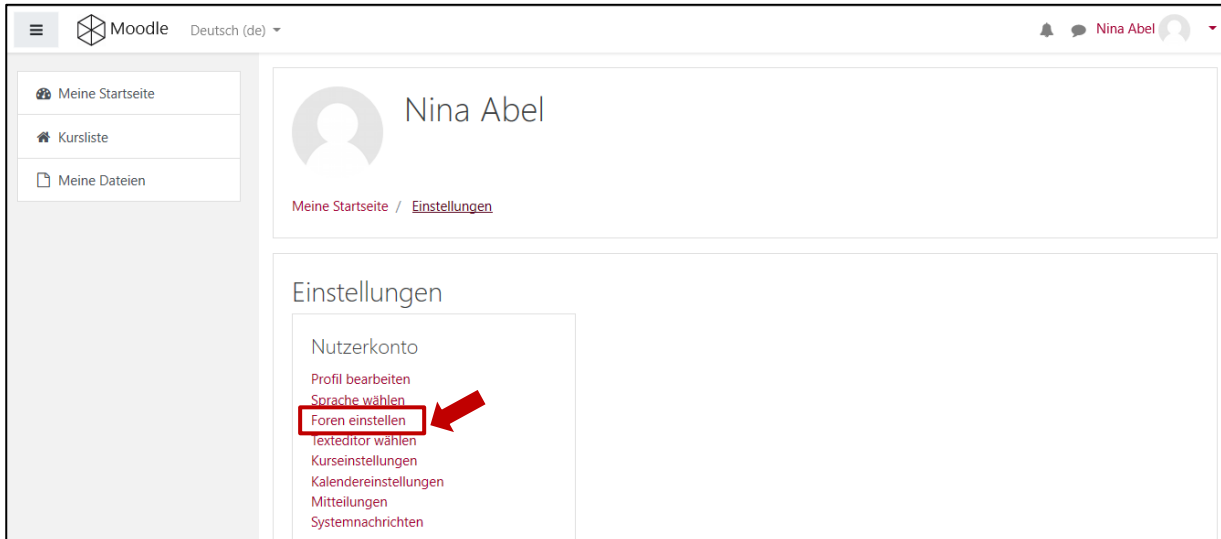 Moodle Deutsch (de) Nina Abel
Meine Startseite
Kursliste
Meine Dateien
Nina Abel
Meine Startseite / Einstellungen
Einstellungen
Nutzerkonto
Profil bearbeiten
Sprache wählen
Foren einstellen
Texteditor wählen
Kurseinstellungen
Kalendereinstellungen
Mitteilungen
Systemnachrichten